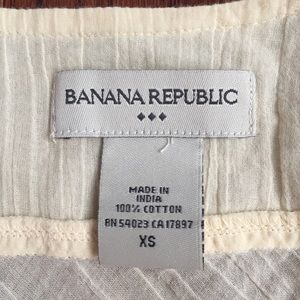 BANANA REPUBLIC
MADE IN
INDIA
100% COTTON
RN 54023 CA 17897
XS